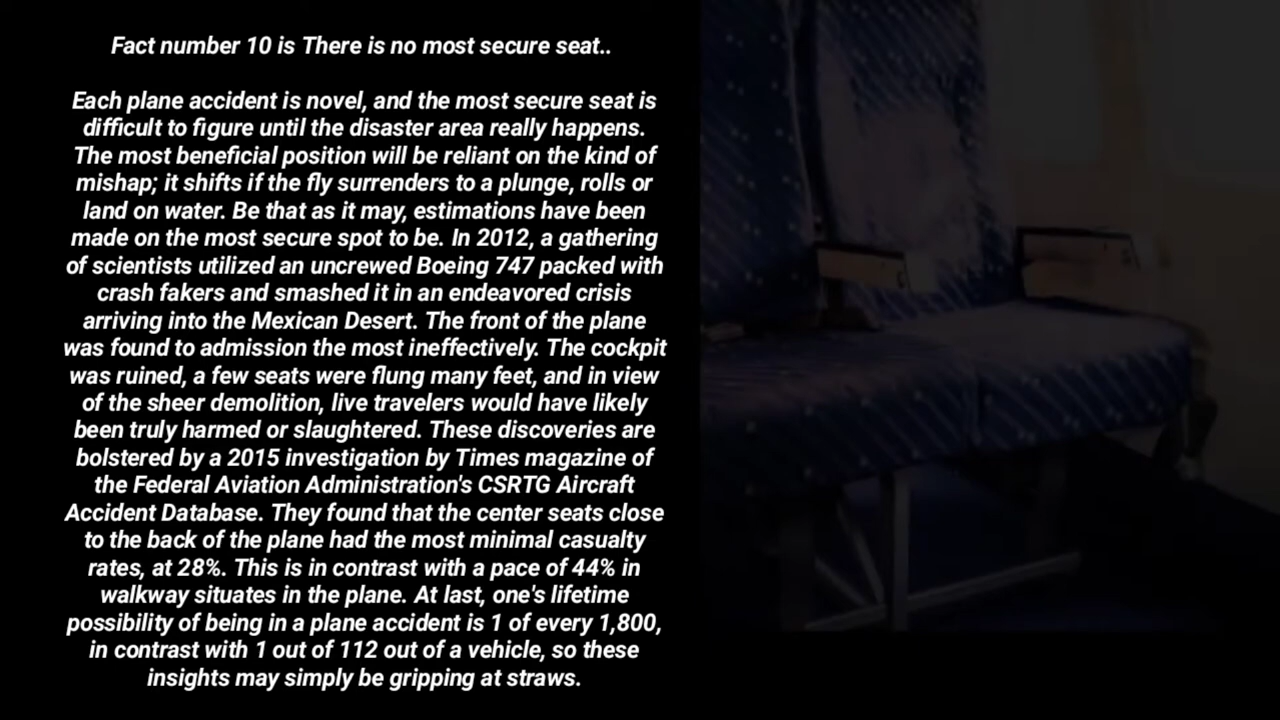 Fact number 10 is There is no most secure seat..
Each plane accident is novel, and the most secure seat is
difficult to figure until the disaster area really happens.
The most beneficial position will be reliant on the kind of
mishap; it shifts if the fly surrenders to a plunge, rolls or
land on water. Be that as it may, estimations have been
made on the most secure spot to be. In 2012, a gathering
of scientists utilized an uncrewed Boeing 747 packed with
crash fakers and smashed it in an endeavored crisis
arriving into the Mexican Desert. The front of the plane
was found to admission the most ineffectively. The cockpit
was ruined, a few seats were flung many feet, and in view
of the sheer demolition, live travelers would have likely
been truly harmed or slaughtered. These discoveries are
bolstered by a 2015 investigation by Times magazine of
the Federal Aviation Administration's CSRTG Aircraft
Accident Database. They found that the center seats close
to the back of the plane had the most minimal casualty
rates, at 28%. This is in contrast with a pace of 44% in
walkway situates in the plane. At last, one's lifetime
possibility of being in a plane accident is 1 of every 1,800,
in contrast with 1 out of 112 out of a vehicle, so these
insights may simply be gripping at straws.